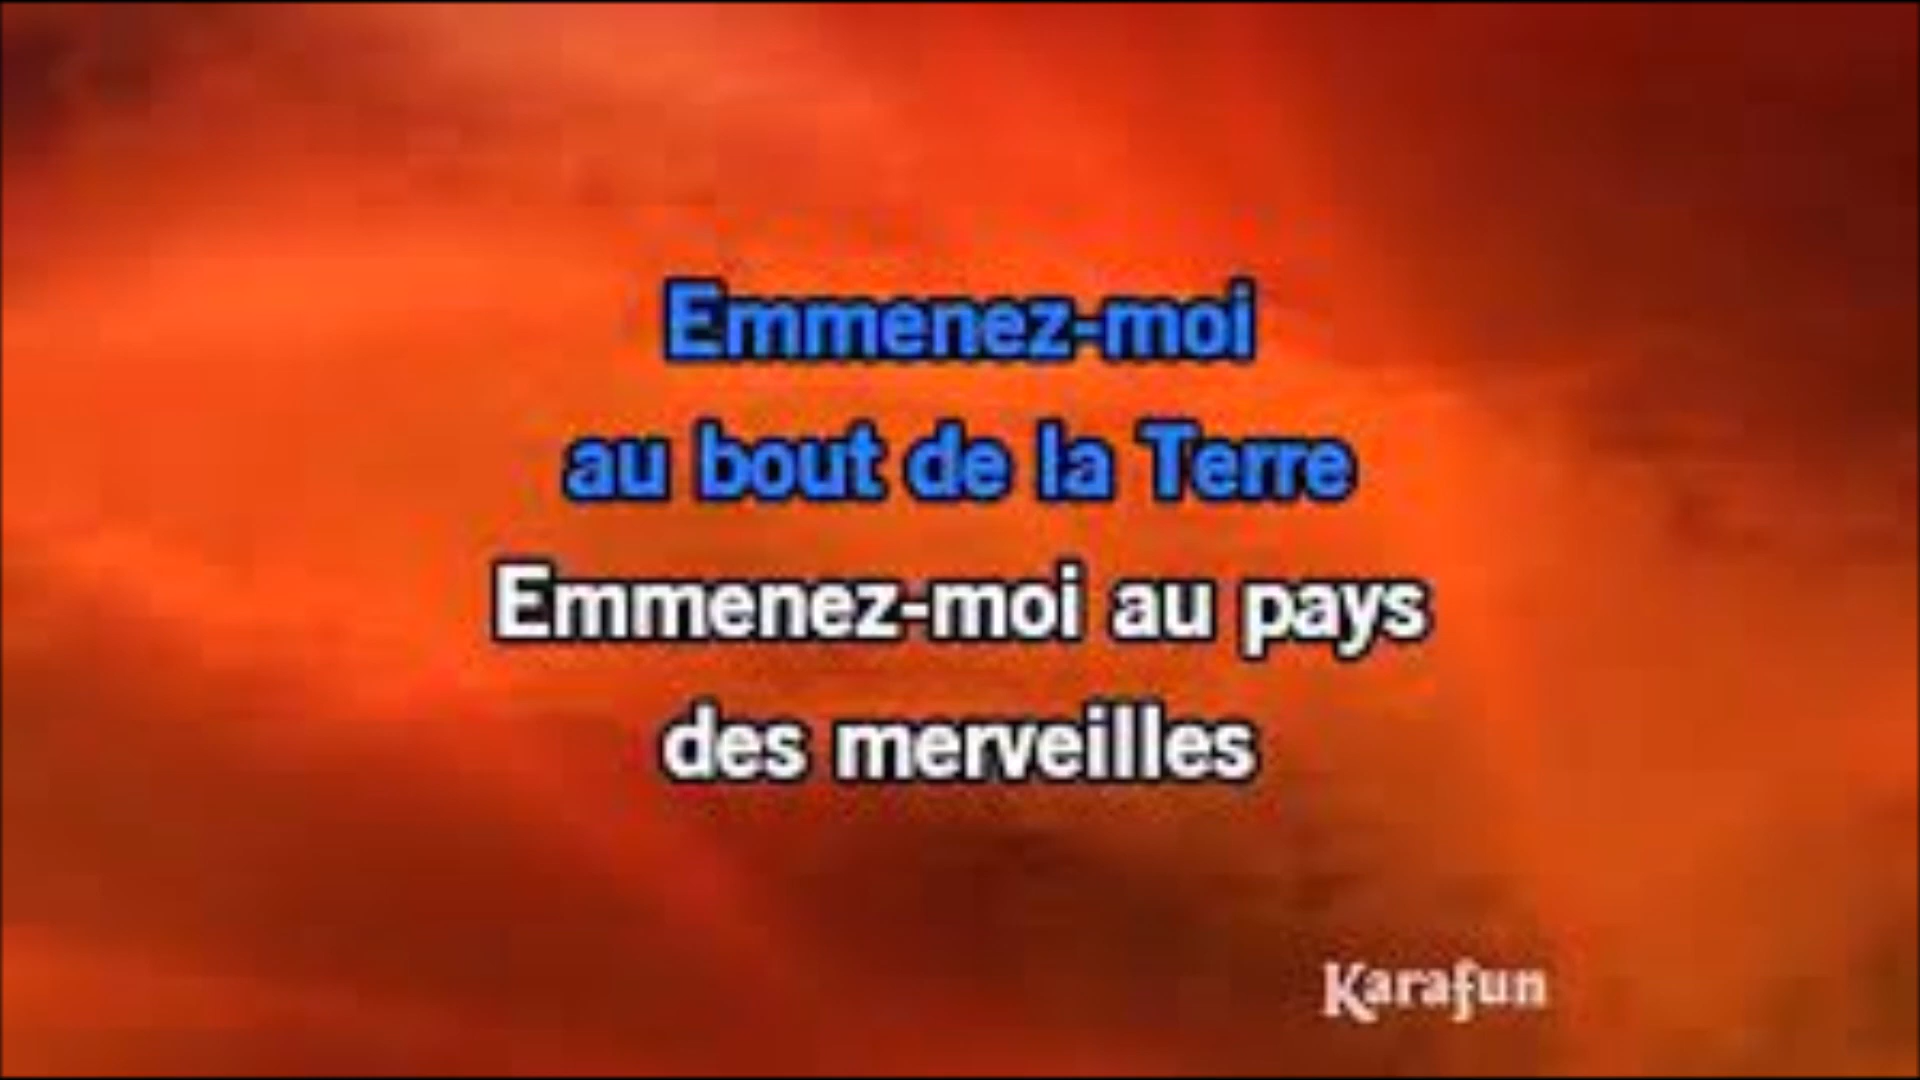 Emmenez-moi
au bout de la Terre
Emmenez-moi au pays
des merveilles
Karafun